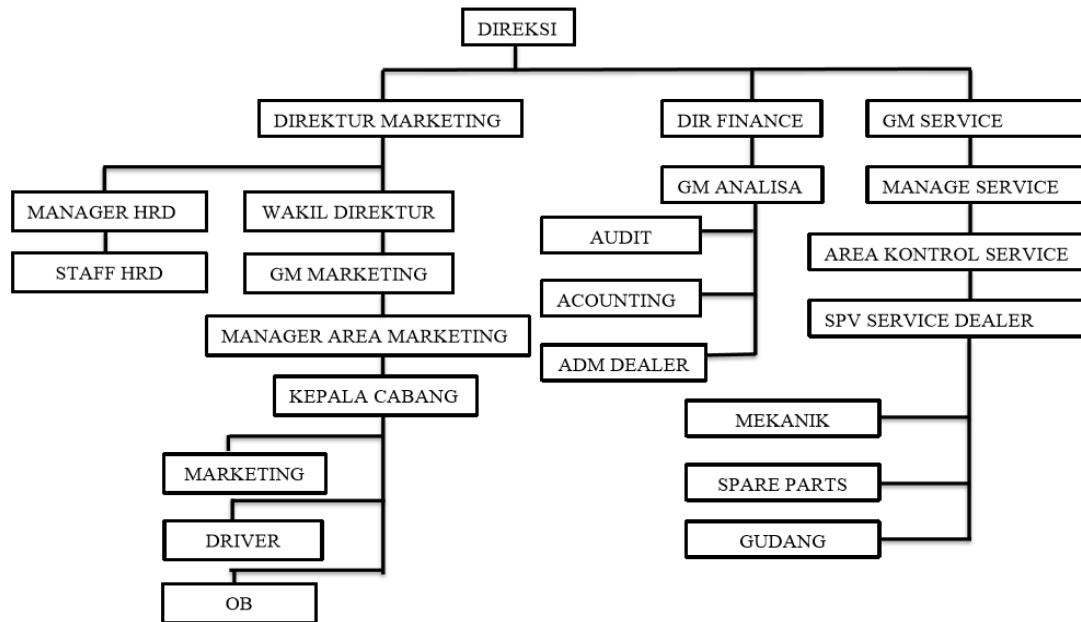 DIREKSI
DIREKTUR MARKETING
DIR FINANCE
GM SERVICE
MANAGER HRD
WAKIL DIREKTUR
GM ANALISA
MANAGE SERVICE
STAFF HRD
GM MARKETING
AUDIT
AREA KONTROL SERVICE
MANAGER AREA MARKETING
ACOUNTING
SPV SERVICE DEALER
KEPALA CABANG
ADM DEALER
MARKETING
MEKANIK
DRIVER
SPARE PARTS
OB
GUDANG